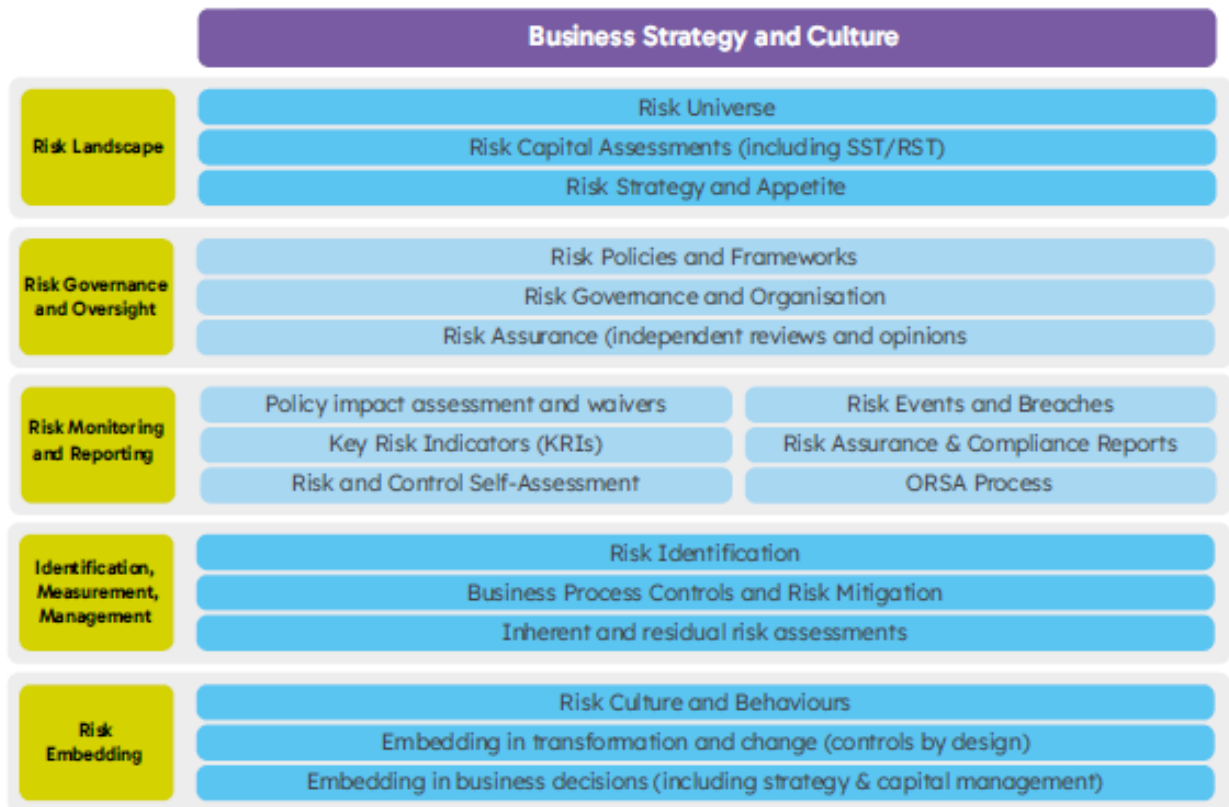 Business Strategy and Culture
Risk Landscape
Risk Universe
Risk Capital Assessments (including SST/RST)
Risk Strategy and Appetite
Risk Governance
and Oversight
Risk Policies and Frameworks
Risk Governance and Organisation
Risk Assurance (independent reviews and opinions
Risk Monitoring
and Reporting
Policy impact assessment and waivers
Risk Events and Breaches
Key Risk Indicators (KRIs)
Risk Assurance & Compliance Reports
Risk and Control Self-Assessment
ORSA Process
Identification,
Measurement,
Management
Risk Identification
Business Process Controls and Risk Mitigation
Inherent and residual risk assessments
Risk
Embedding
Risk Culture and Behaviours
Embedding in transformation and change (controls by design)
Embedding in business decisions (including strategy & capital management)